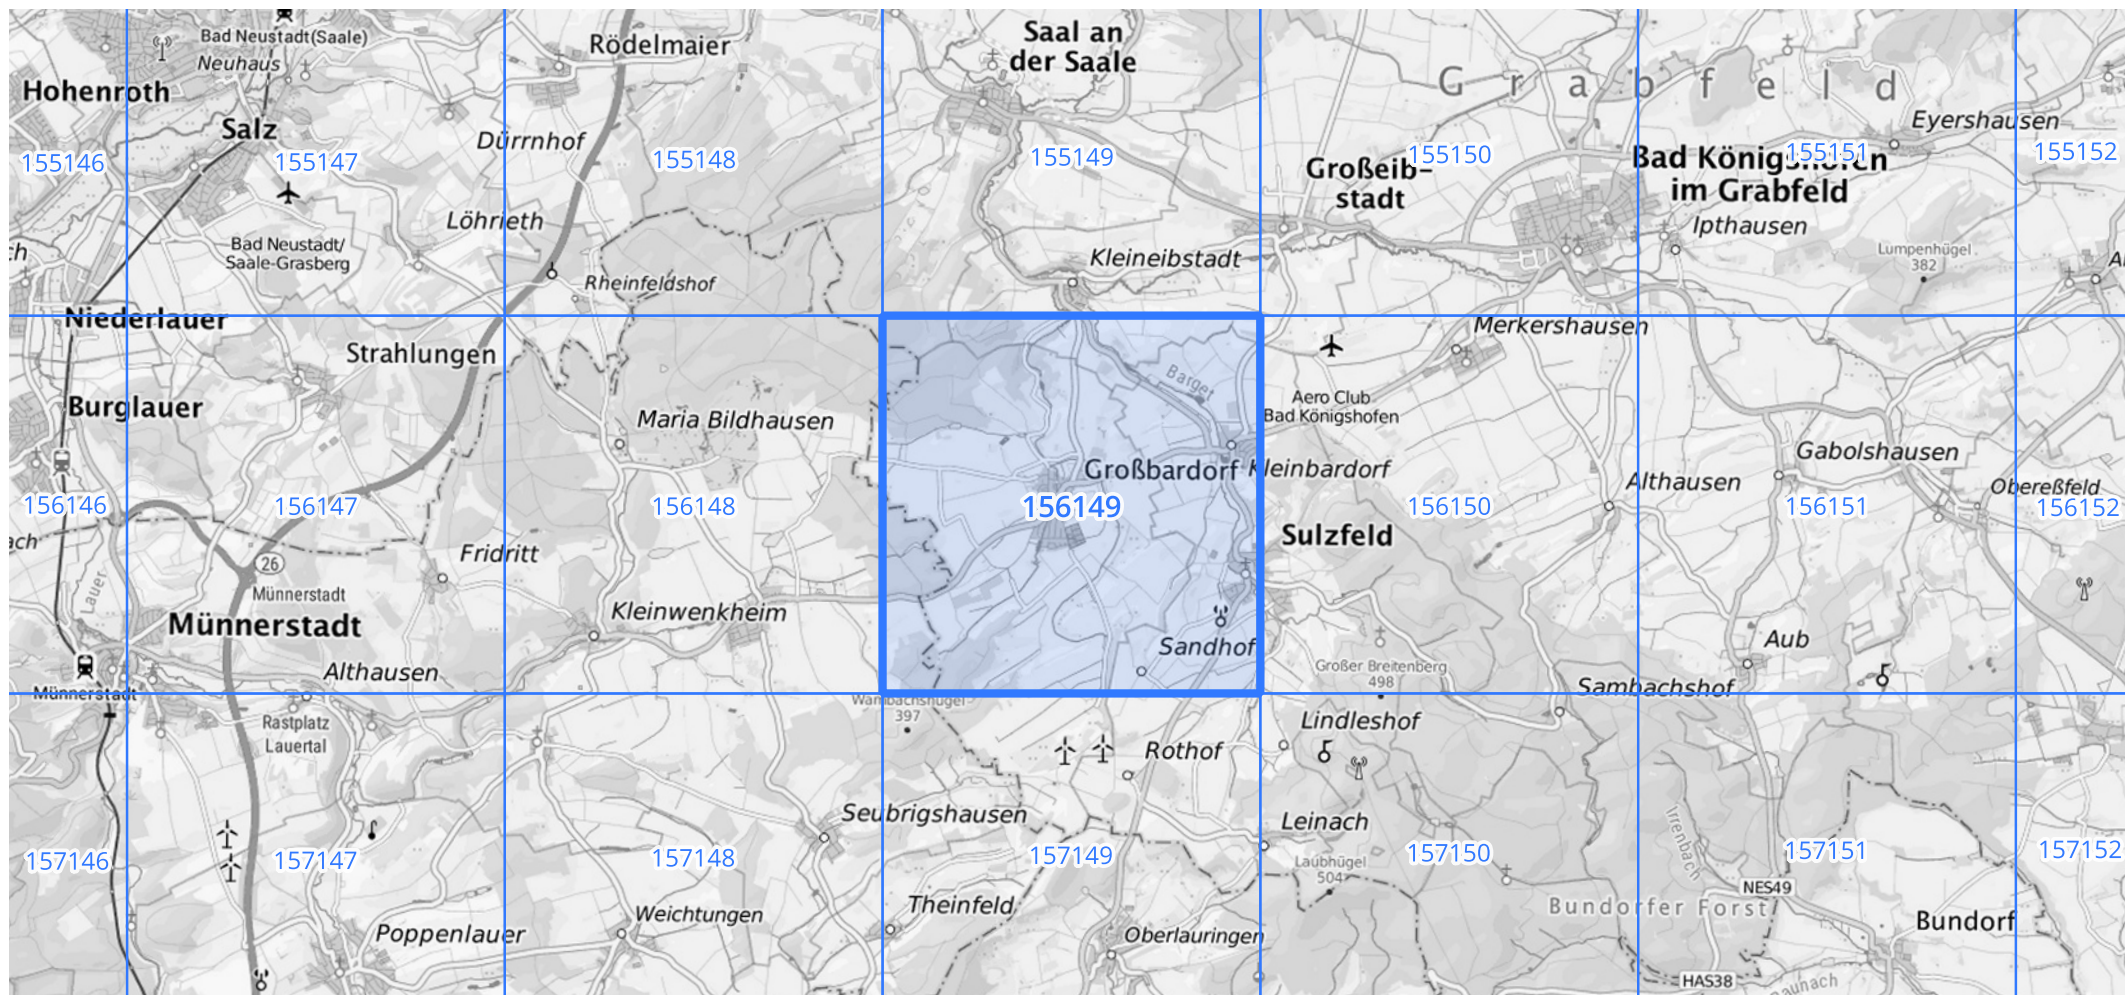 Bad Neustadt(Saale)
Neuhaus
Rödelmaier
Saal an
der Saale
Hohenroth
Salz
Grabfeld
Dürrnhof
Eyershausen
155146
155147
155148
155149
Großeib-
stadt
155150
Bad Königshofen
im Grabfeld
155151
155152
Löhrieth
Ipthausen
Bad Neustadt/
Saale-Grasberg
Kleineibstadt
Lumpenhügel
382
Rheinfeldshof
Niederlauer
Strahlungen
Merkershausen
Barget
Burglauer
Maria Bildhausen
Aero Club
Bad Königshofen
Großbardorf
Kleinbardorf
Gabolshausen
Althausen
Obereßfeld
156146
156147
156148
156149
156150
156151
156152
ach
Sulzfeld
Fridritt
26
Münnerstadt
Lauer
Münnerstadt
Kleinwenkheim
Sandhof
Aub
Althausen
Großer Breitenberg
498
Münnerstadt
Sambachshof
Wambachshügel
397
Rastplatz
Lauertal
Lindleshof
Rothof
Seubrigshausen
Leinach
Irrenbach
157146
157147
157148
157149
Laubhügel
504
157150
157151
157152
NES49
Theinfeld
Bundorfer Forst
Weichtungen
Bundorf
Poppenlauer
Oberlauringen
HAS38